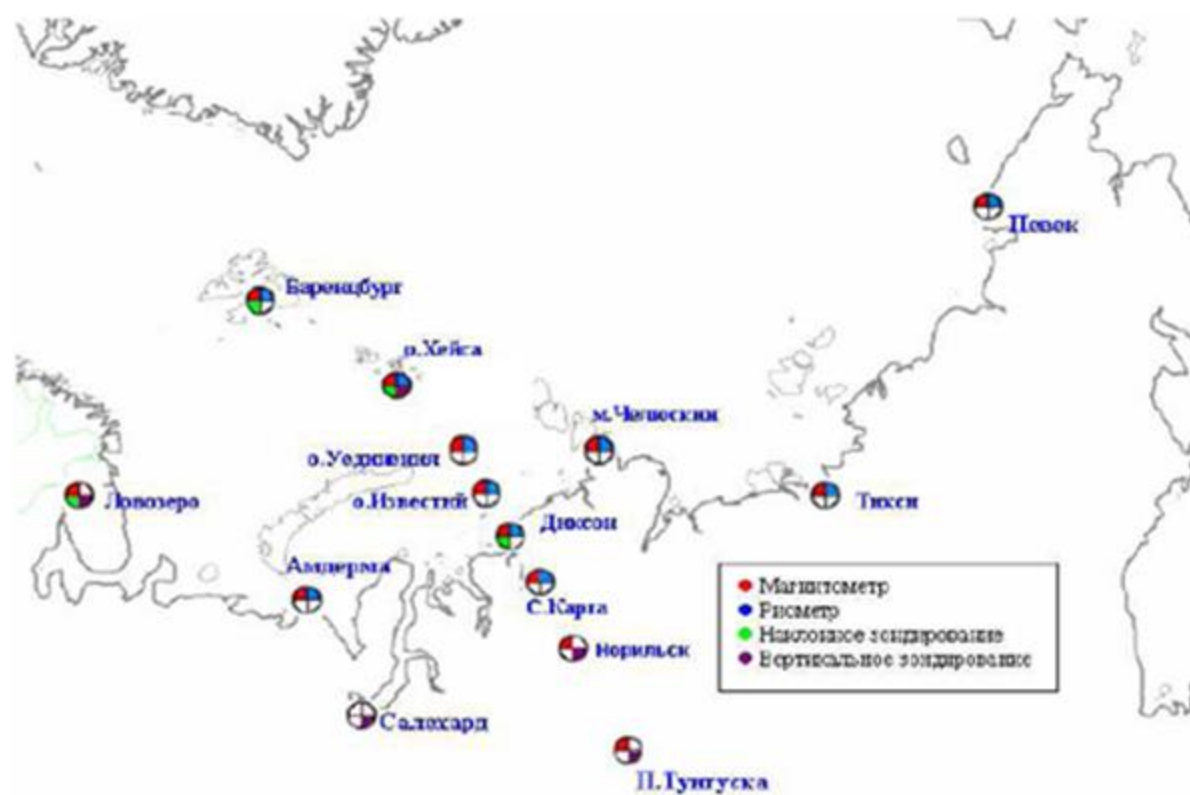 Певек
Баренцбург
о.Хейса
м.Челюскин
о.Уединения
Ловозеро
о.Известий
Тикси
Диксон
Амдерма
С.Карга
Магнитометр
Риометр
Наклонное зондирование
Вертикальное зондирование
Норильск
Салехард
П.Тунгуска